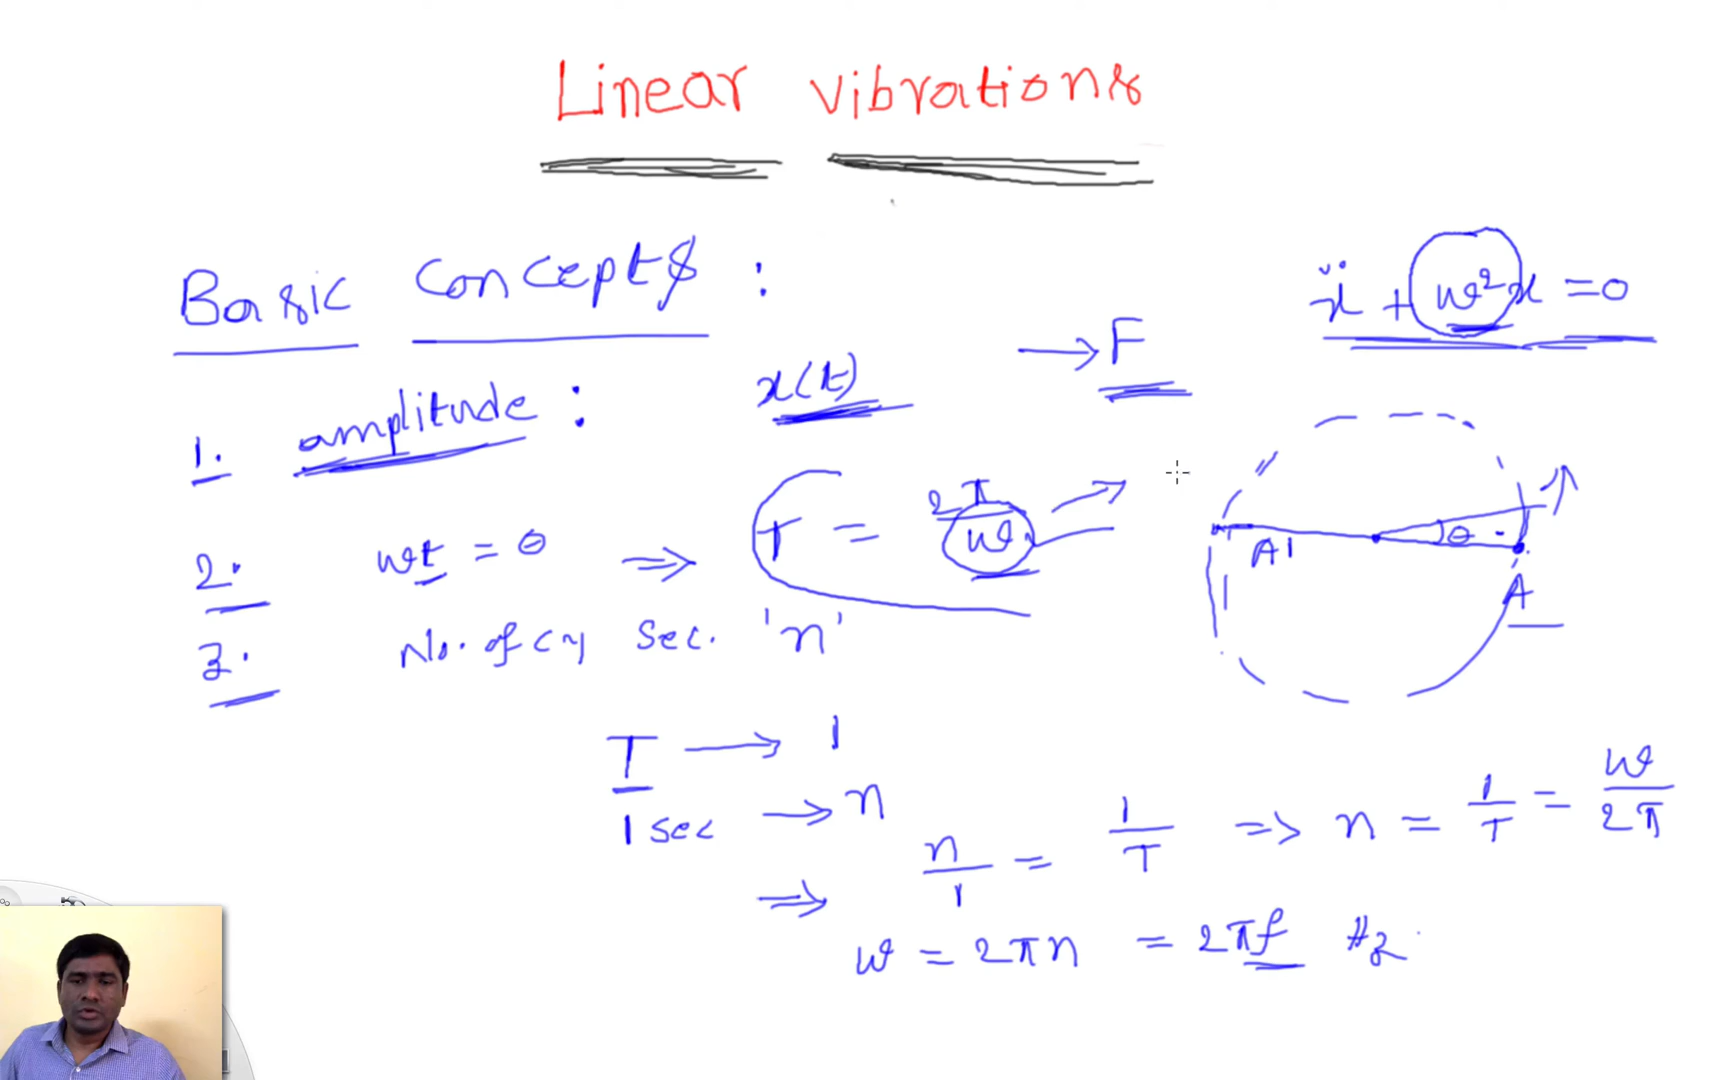 Linear vibrations
Basic concepts :
ẍ + ω²x = 0
1. amplitude :
x(t)
→ F
2. ωt = θ ⇒ T = 2π/ω
θ
A1
A
3. No. of cy sec. 'n'
T → 1
1 sec → n
⇒ n/1 = 1/T ⇒ n = 1/T = ω/2π
ω = 2πn = 2πf Hz